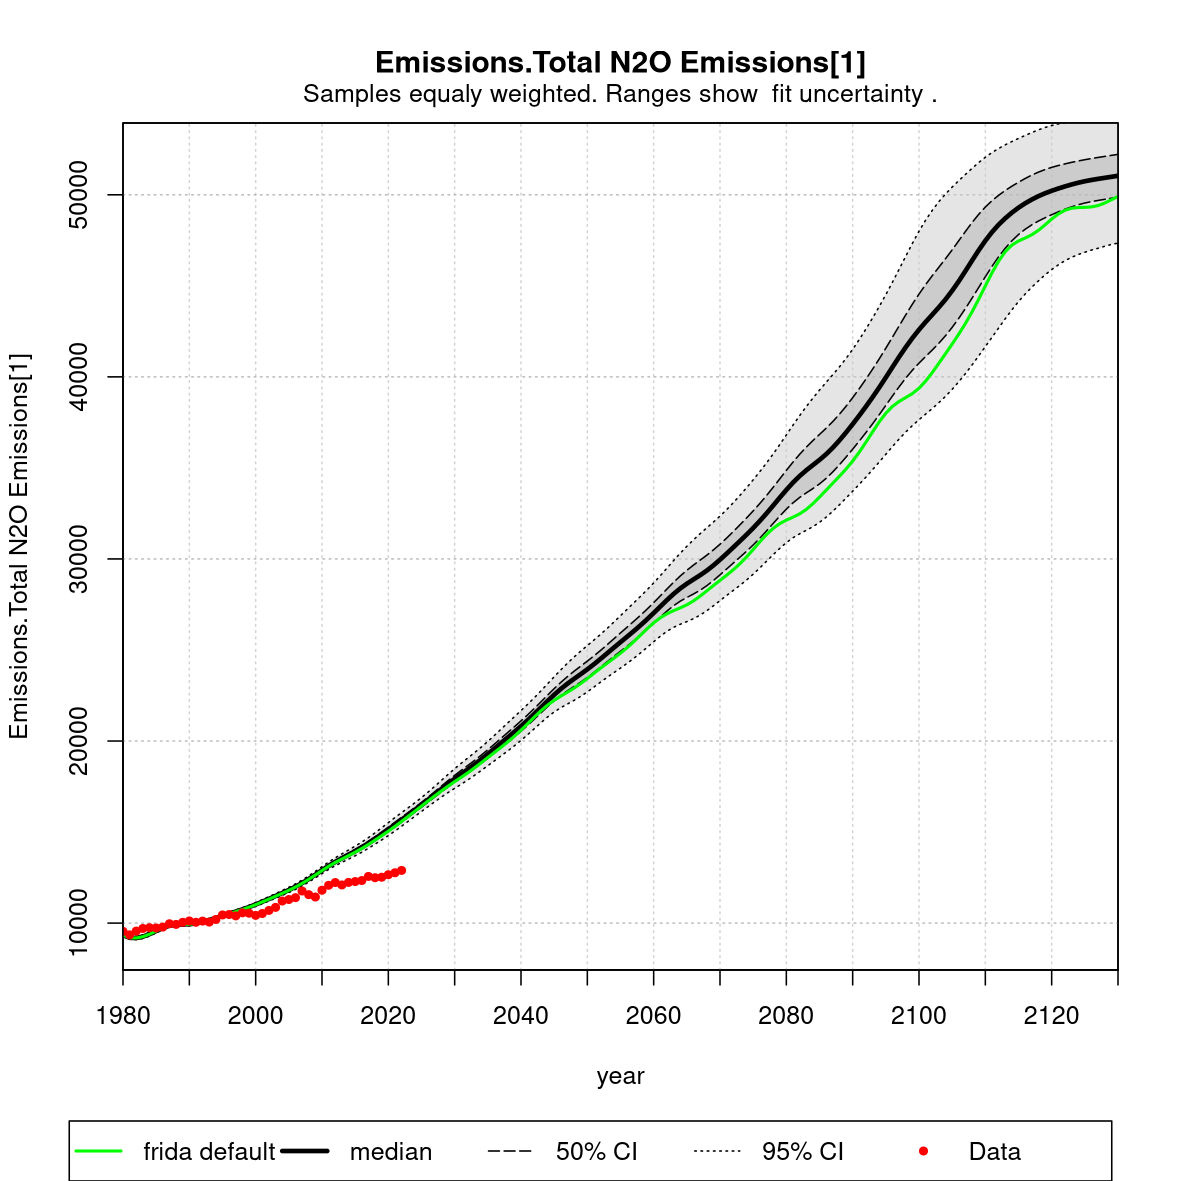 Emissions.Total N2O Emissions[1]
Samples equaly weighted. Ranges show  fit uncertainty .
Emissions.Total N2O Emissions[1]
50000
40000
30000
20000
10000
1980 2000 2020 2040 2060 2080 2100 2120
year
frida default median 50% CI 95% CI Data